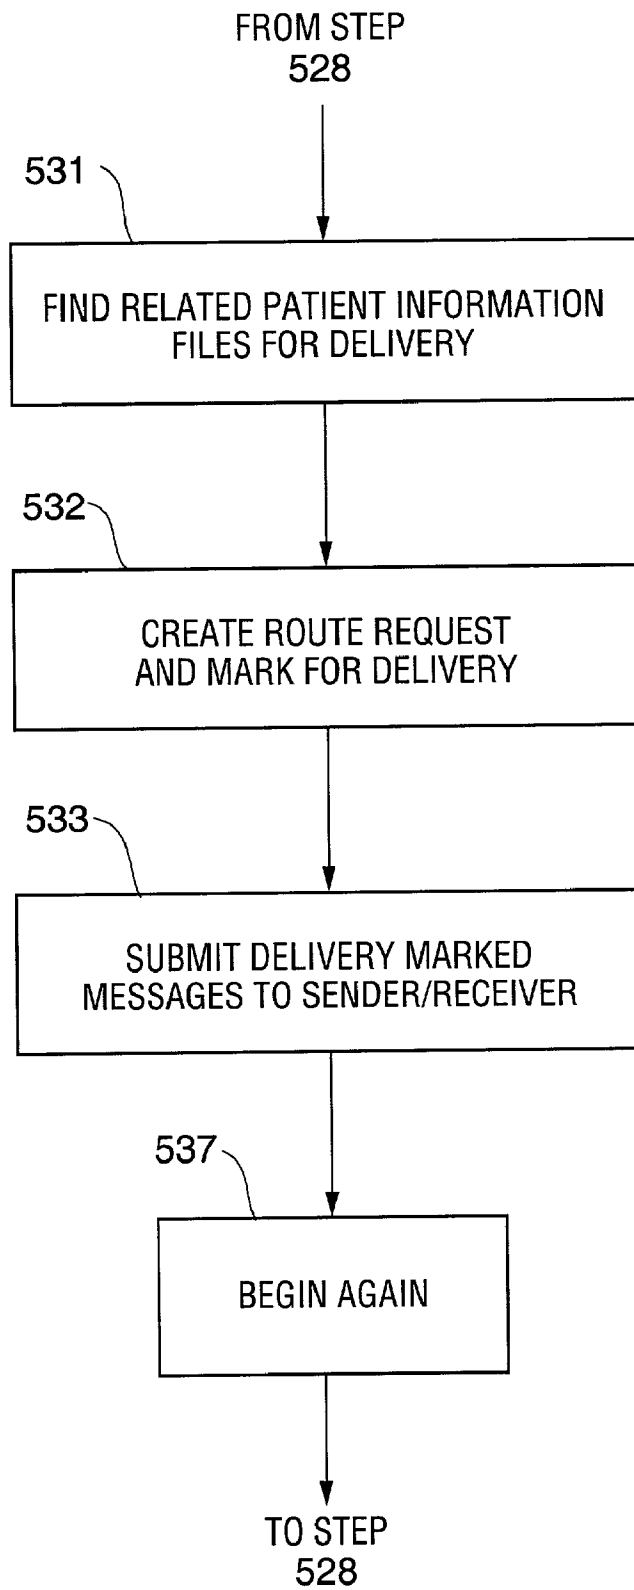 FROM STEP
528
531
FIND RELATED PATIENT INFORMATION
FILES FOR DELIVERY
532
CREATE ROUTE REQUEST
AND MARK FOR DELIVERY
533
SUBMIT DELIVERY MARKED
MESSAGES TO SENDER/RECEIVER
537
BEGIN AGAIN
TO STEP
528